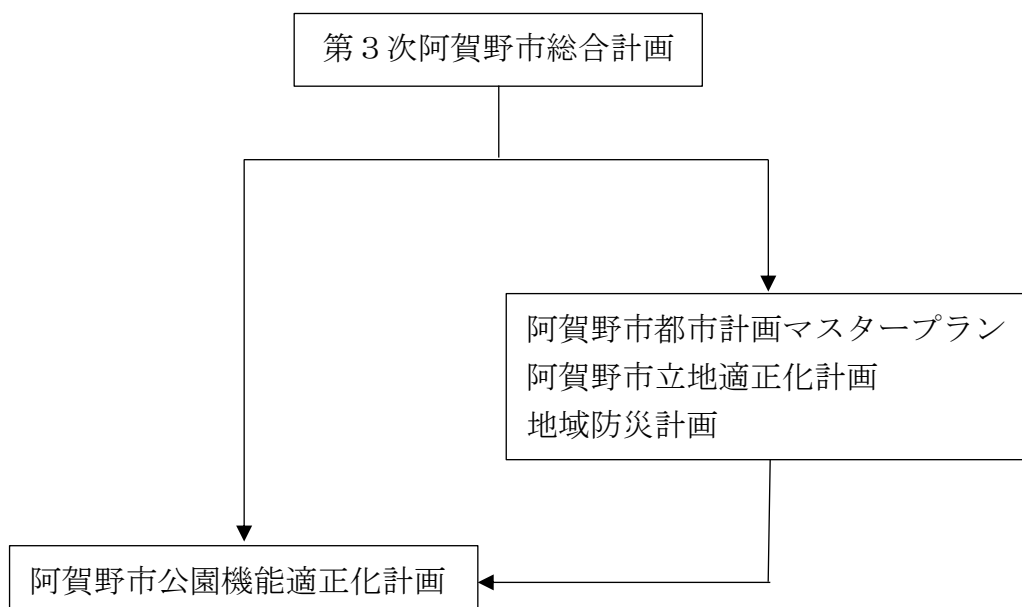 第３次阿賀野市総合計画
阿賀野市都市計画マスタープラン
阿賀野市立地適正化計画
地域防災計画
阿賀野市公園機能適正化計画